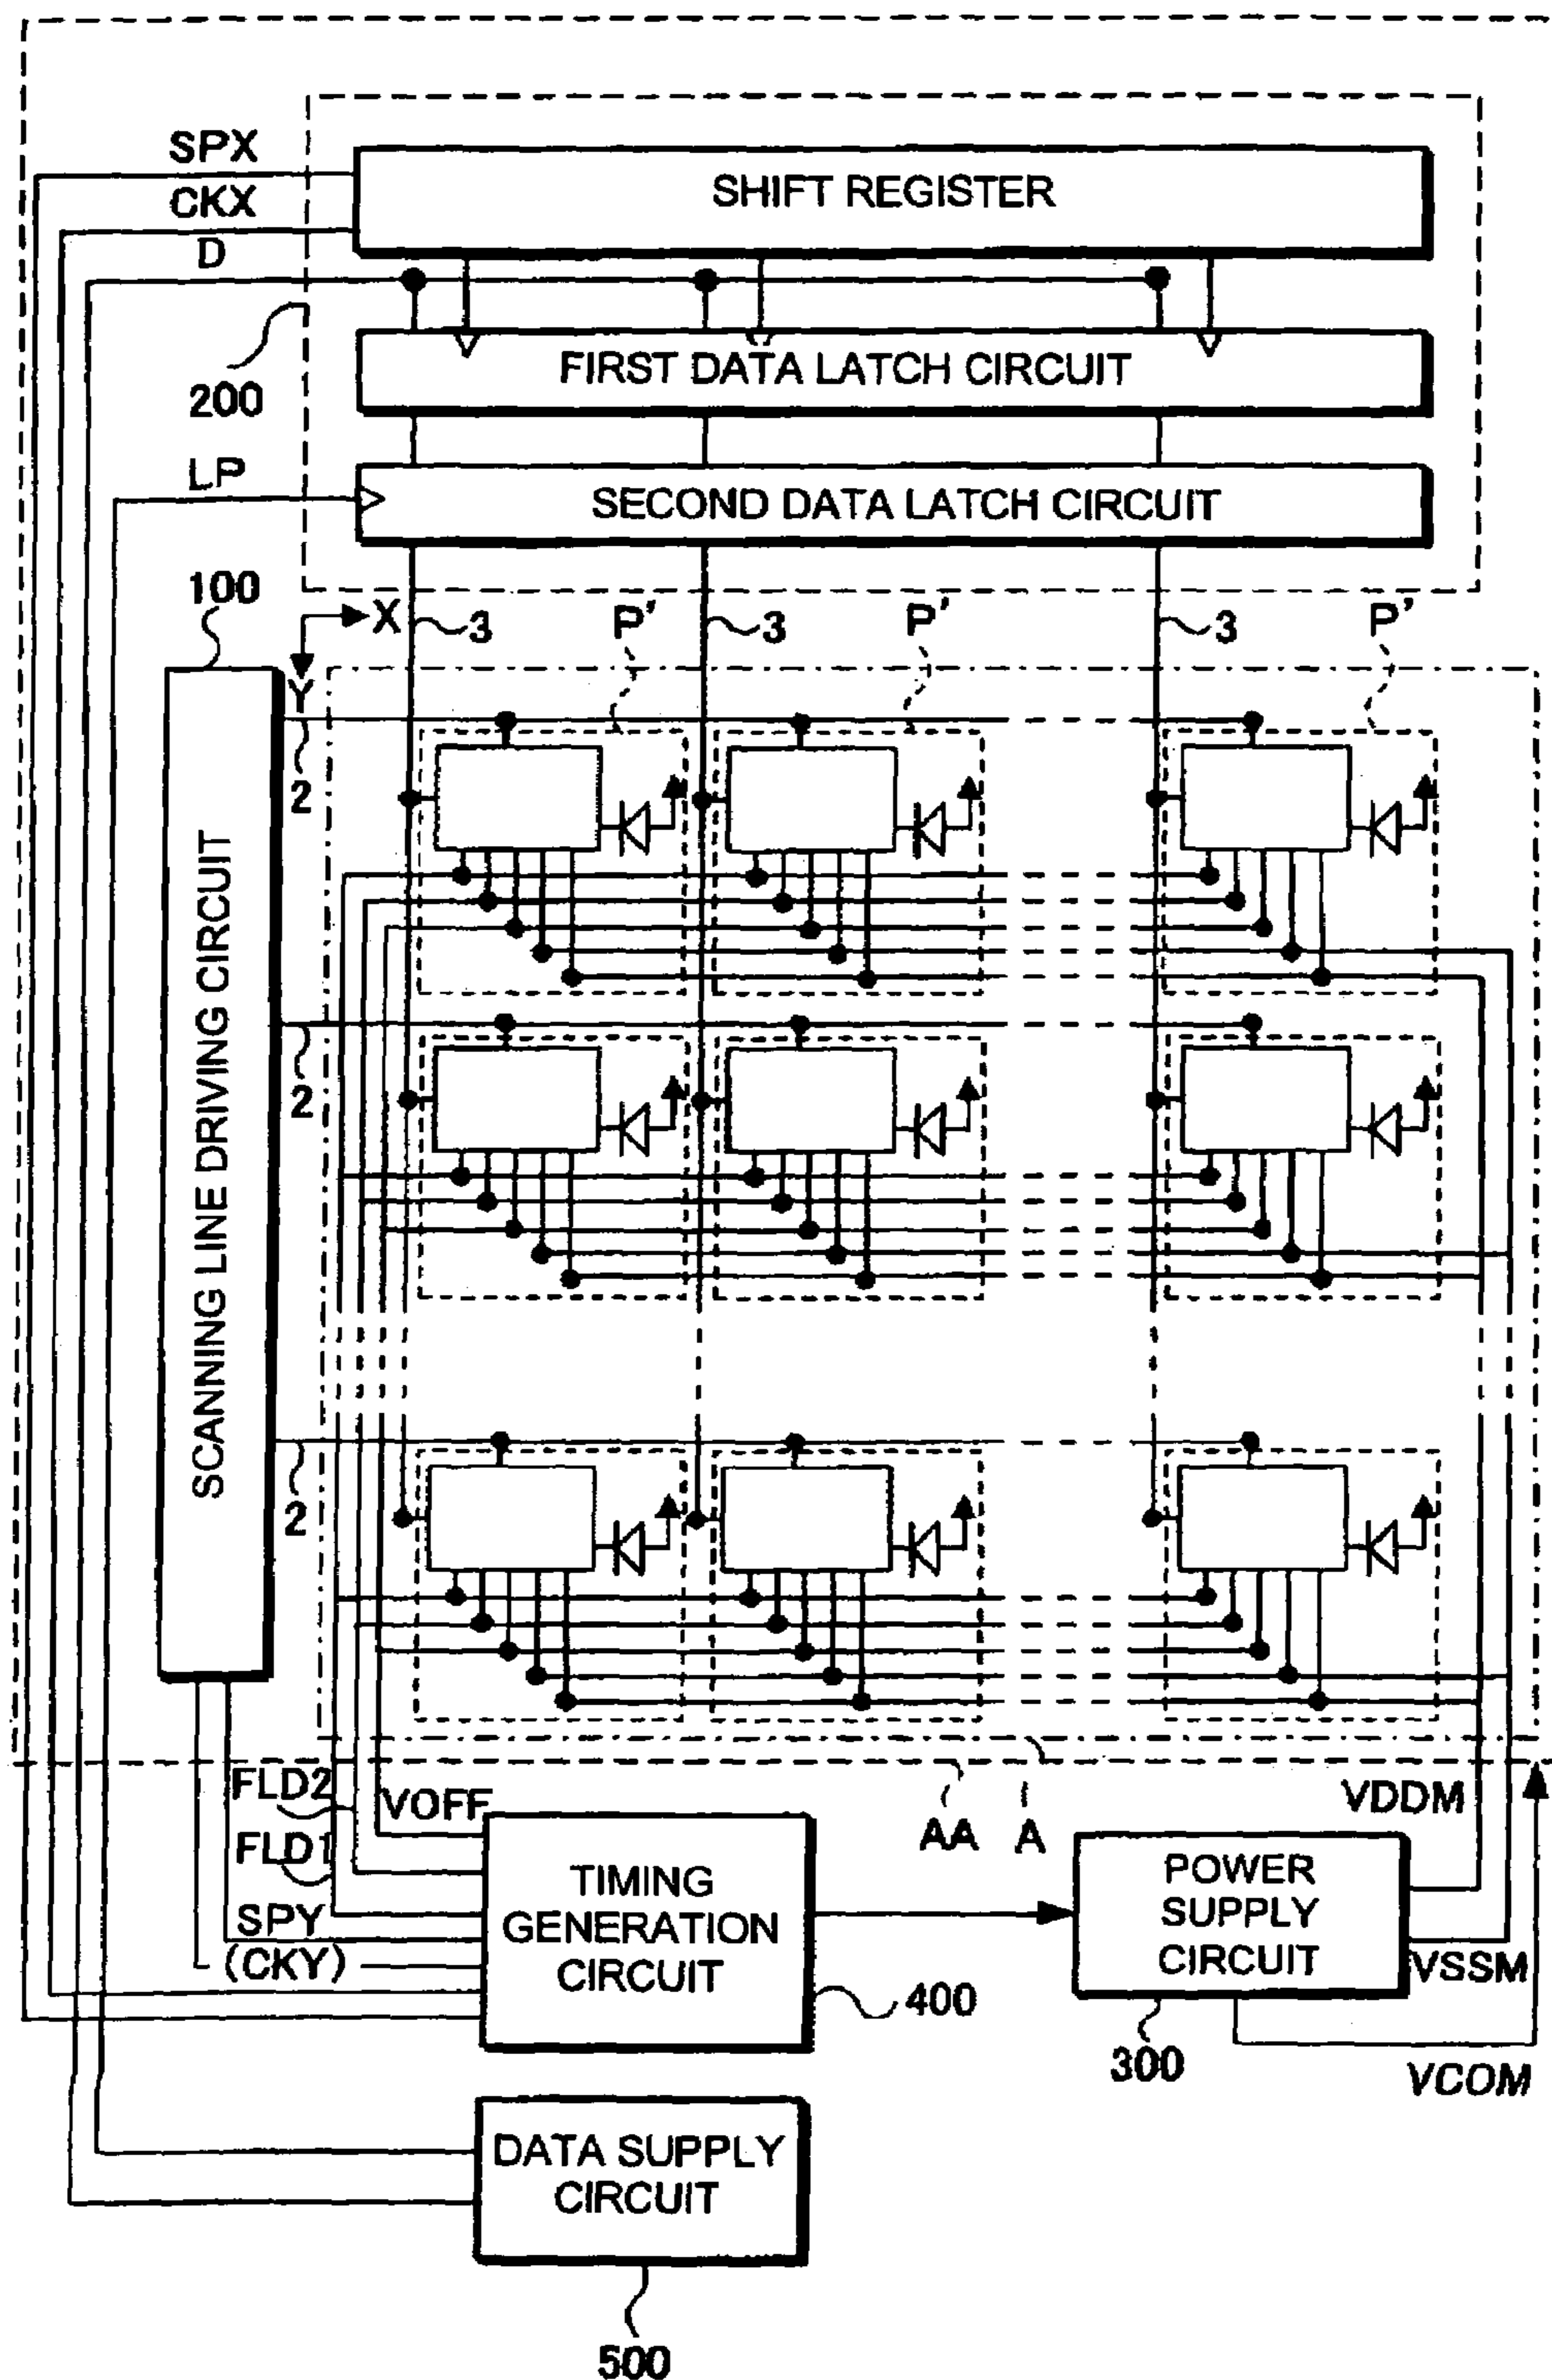 SPX
SHIFT REGISTER
CKX
D
FIRST DATA LATCH CIRCUIT
200
LP
SECOND DATA LATCH CIRCUIT
100
X
3
P'
3
P'
3
P'
Y
2
SCANNING LINE DRIVING CIRCUIT
2
2
FLD2
VOFF
AA
A
VDDM
FLD1
TIMING
GENERATION
CIRCUIT
POWER
SUPPLY
CIRCUIT
SPY
(CKY)
VSSM
400
300
VCOM
DATA SUPPLY
CIRCUIT
500